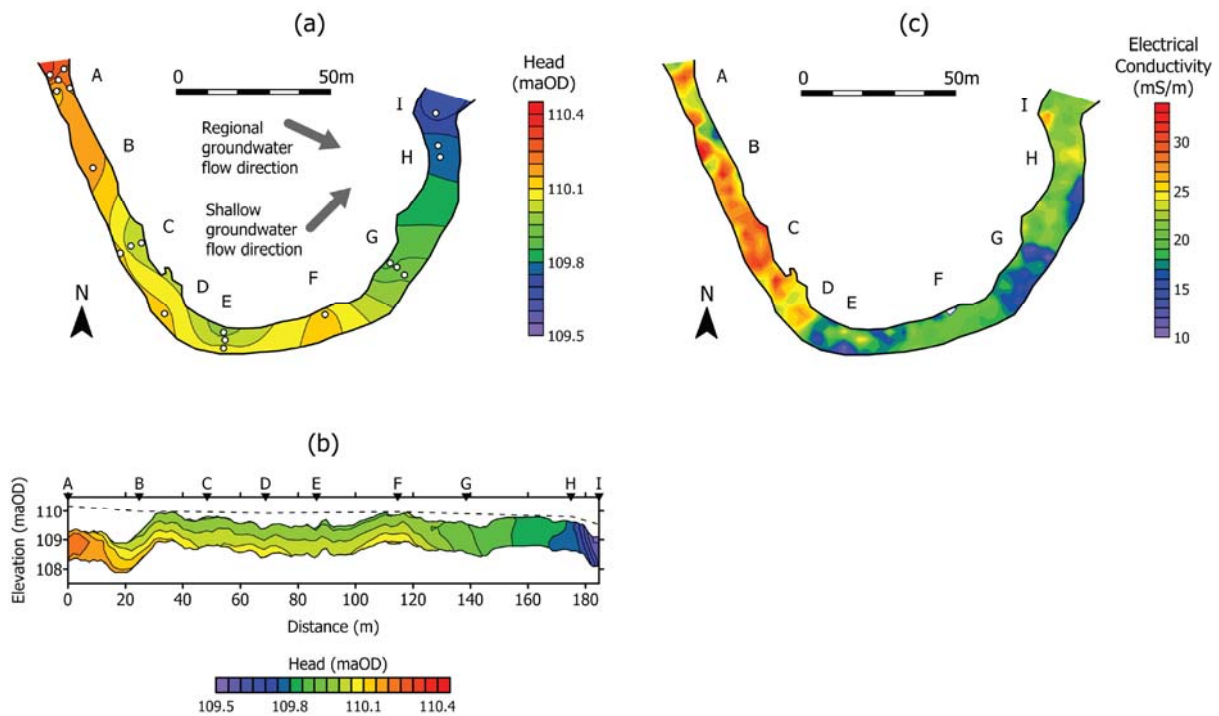 (a)
A
B
C
D
E
F
G
H
I
0
50m
Regional
groundwater
flow direction
Shallow
groundwater
flow direction
N
Head
(maOD)
110.4
110.1
109.8
109.5
(c)
A
B
C
D
E
F
G
H
I
0
50m
N
Electrical
Conductivity
(mS/m)
30
25
20
15
10
(b)
A B C D E F G H I
Elevation (maOD)
110
109
108
0 20 40 60 80 100 120 140 160 180
Distance (m)
Head (maOD)
109.5 109.8 110.1 110.4